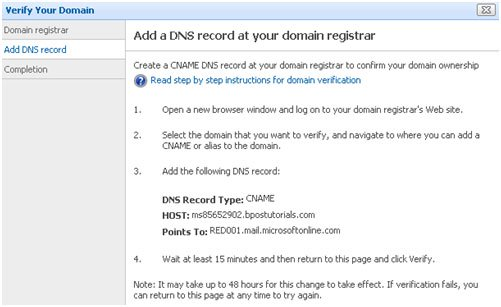 Verify Your Domain
Domain registrar
Add DNS record
Completion
Add a DNS record at your domain registrar
Create a CNAME DNS record at your domain registrar to confirm your domain ownership
Read step by step instructions for domain verification
1. Open a new browser window and log on to your domain registrar's Web site.
2. Select the domain that you want to verify, and navigate to where you can add a
CNAME or alias to the domain.
3. Add the following DNS record:
DNS Record Type: CNAME
HOST: ms85652902.bpostutorials.com
Points To: RED001.mail.microsoftonline.com
4. Wait at least 15 minutes and then return to this page and click Verify.
Note: It may take up to 48 hours for this change to take effect. If verification fails, you
can return to this page at any time to try again.